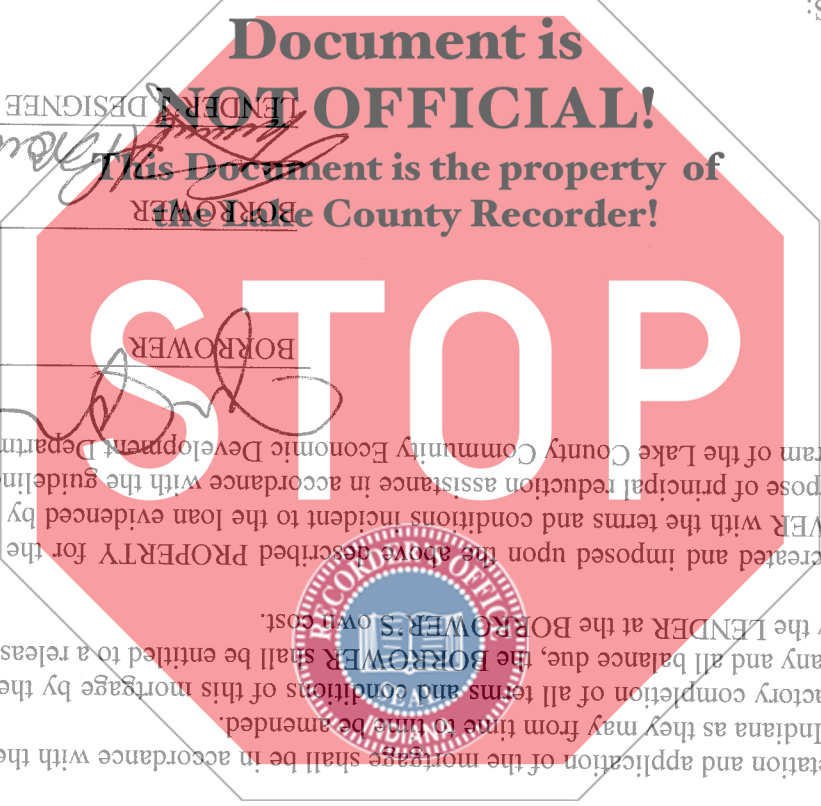 Document is
NOT OFFICIAL!
This Document is the property of
the Lake County Recorder!
STOP
RECORDER'S OFFICE
SEAL
INDIANA
etation and application of the mortgage shall be in accordance with the
Indiana as they may from time to time be amended.
actory completion of all terms and conditions of this mortgage by the
any and all balance due, the BORROWER shall be entitled to a releas
y the LENDER at the BORROWER'S own cost.
created and imposed upon the above described PROPERTY for the
VER with the terms and conditions incident to the loan evidenced by
pose of principal reduction assistance in accordance with the guideline
ram of the Lake County Community Economic Development Departm
BORROWER
BORROWER
LENDER'S DESIGNEE
S: